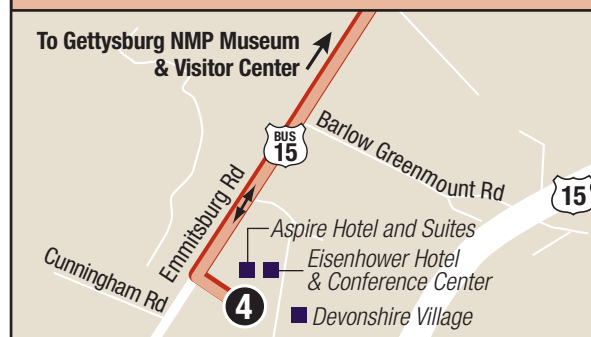 To Gettysburg NMP Museum
& Visitor Center
BUS
15
Barlow Greenmount Rd
15
Emmitsburg Rd
Aspire Hotel and Suites
Eisenhower Hotel
& Conference Center
Cunningham Rd
4
Devonshire Village